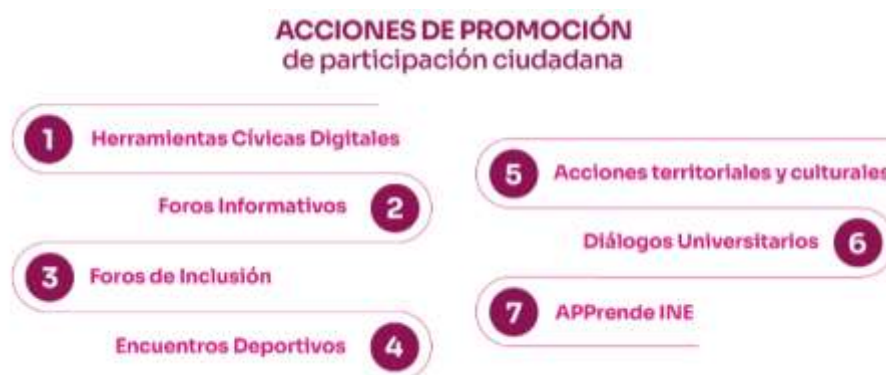 ACCIONES DE PROMOCIÓN
de participación ciudadana
1 Herramientas Cívicas Digitales
Foros Informativos 2
3 Foros de Inclusión
Encuentros Deportivos 4
5 Acciones territoriales y culturales
Diálogos Universitarios 6
7 APPrende INE